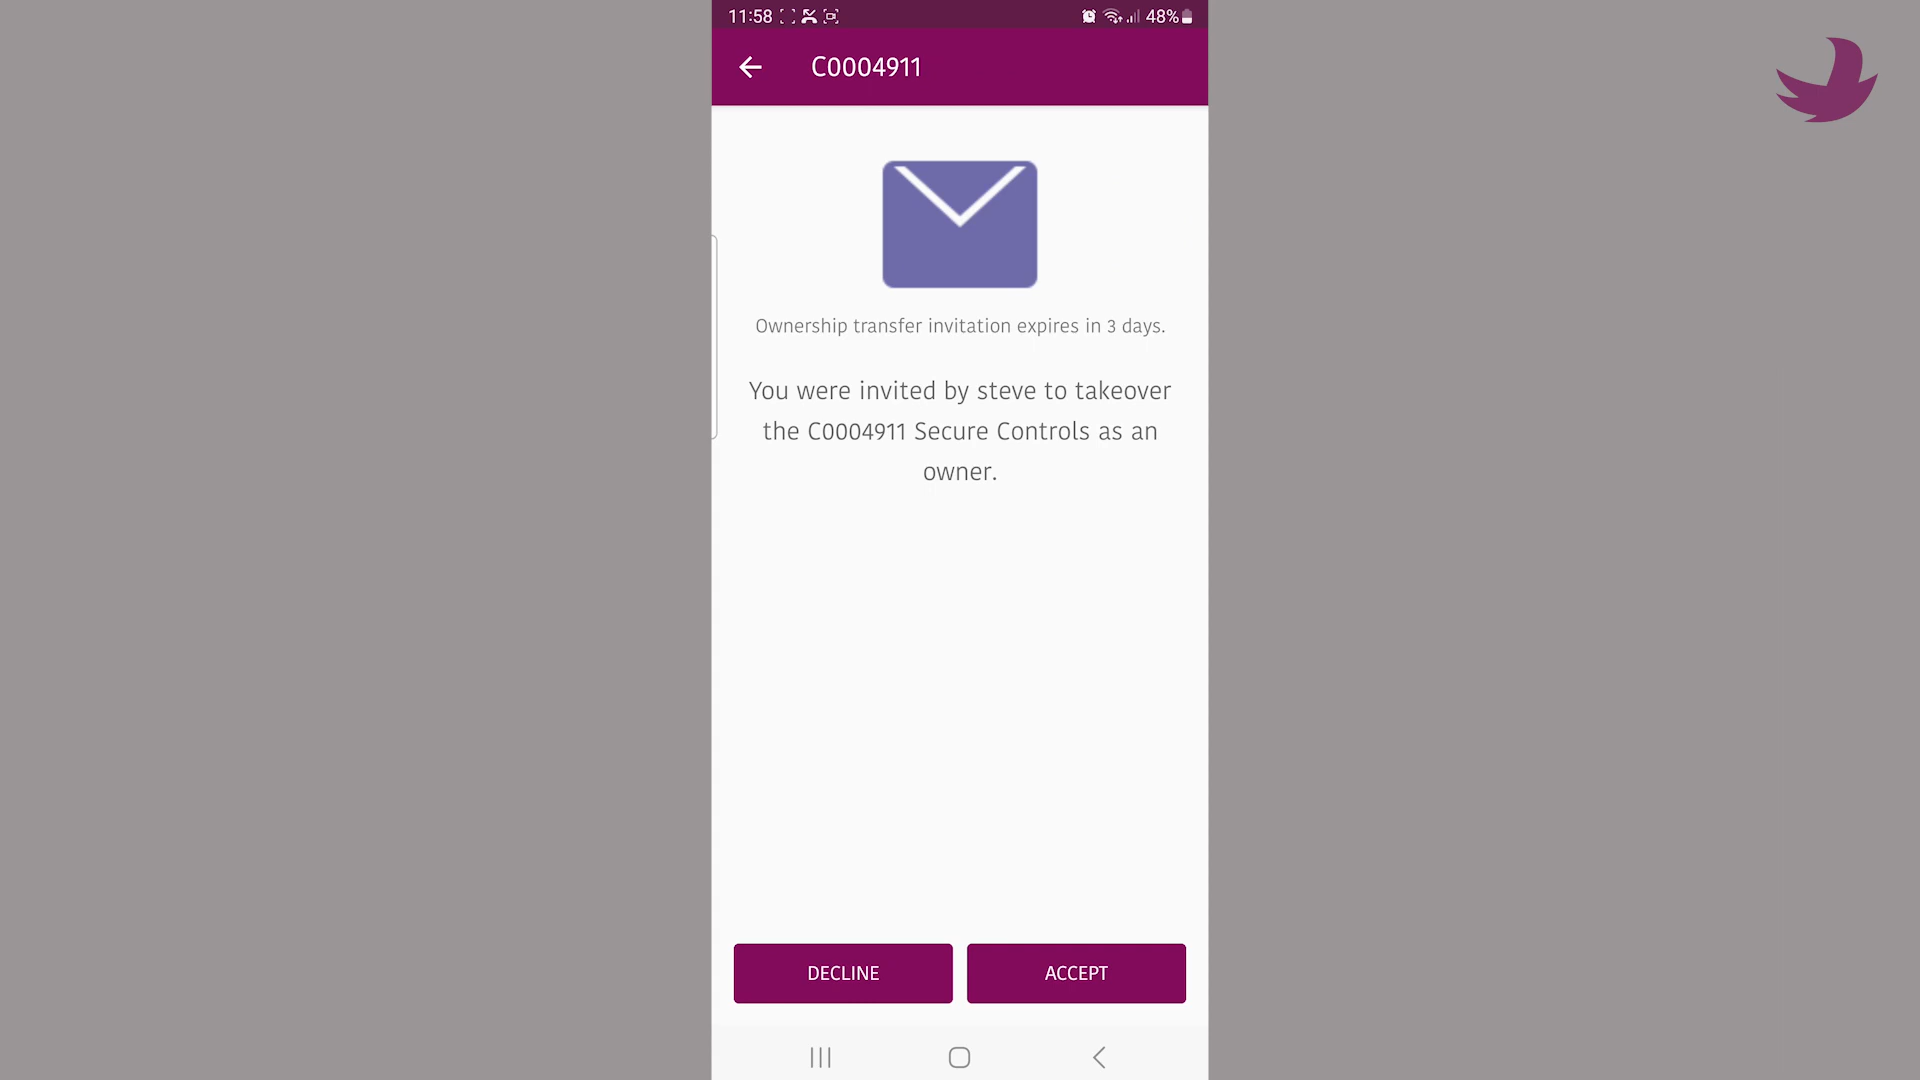 11:58
48%
C0004911
Ownership transfer invitation expires in 3 days.
You were invited by steve to takeover
the C0004911 Secure Controls as an
owner.
DECLINE
ACCEPT